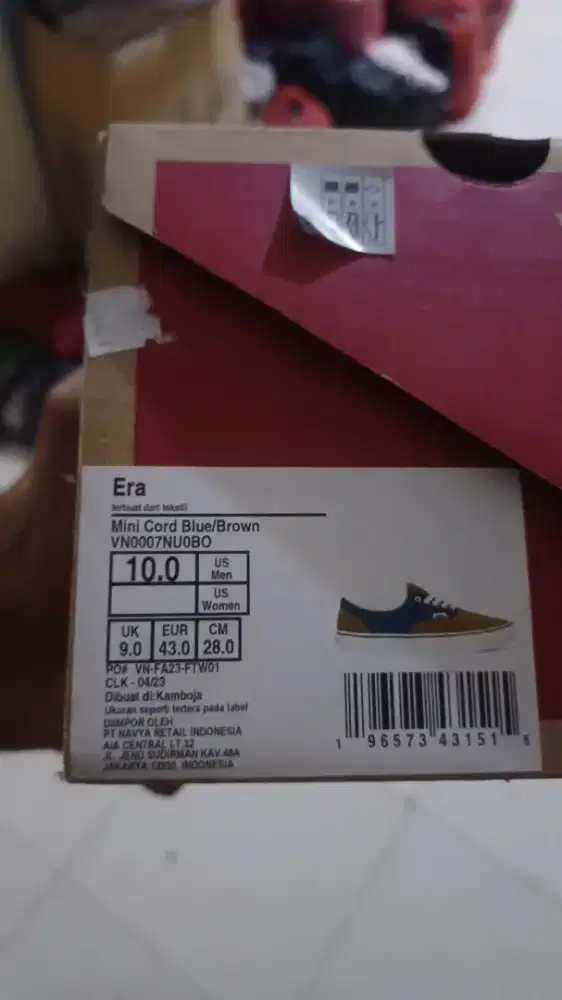 Era
terbuat dari tekstil
Mini Cord Blue/Brown
VN0007NU0BO
10.0 US Men
US Women
UK 9.0 EUR 43.0 CM 28.0
PO# VN-FA23-FTW01
CLK - 04/23
Dibuat di:Kamboja
Ukuran seperti tertera pada label
DIIMPOR OLEH
PT NAVYA RETAIL INDONESIA
AIA CENTRAL LT.32
JL. JEND SUDIRMAN KAV.48A
JAKARTA INDONESIA
1 96573 43151